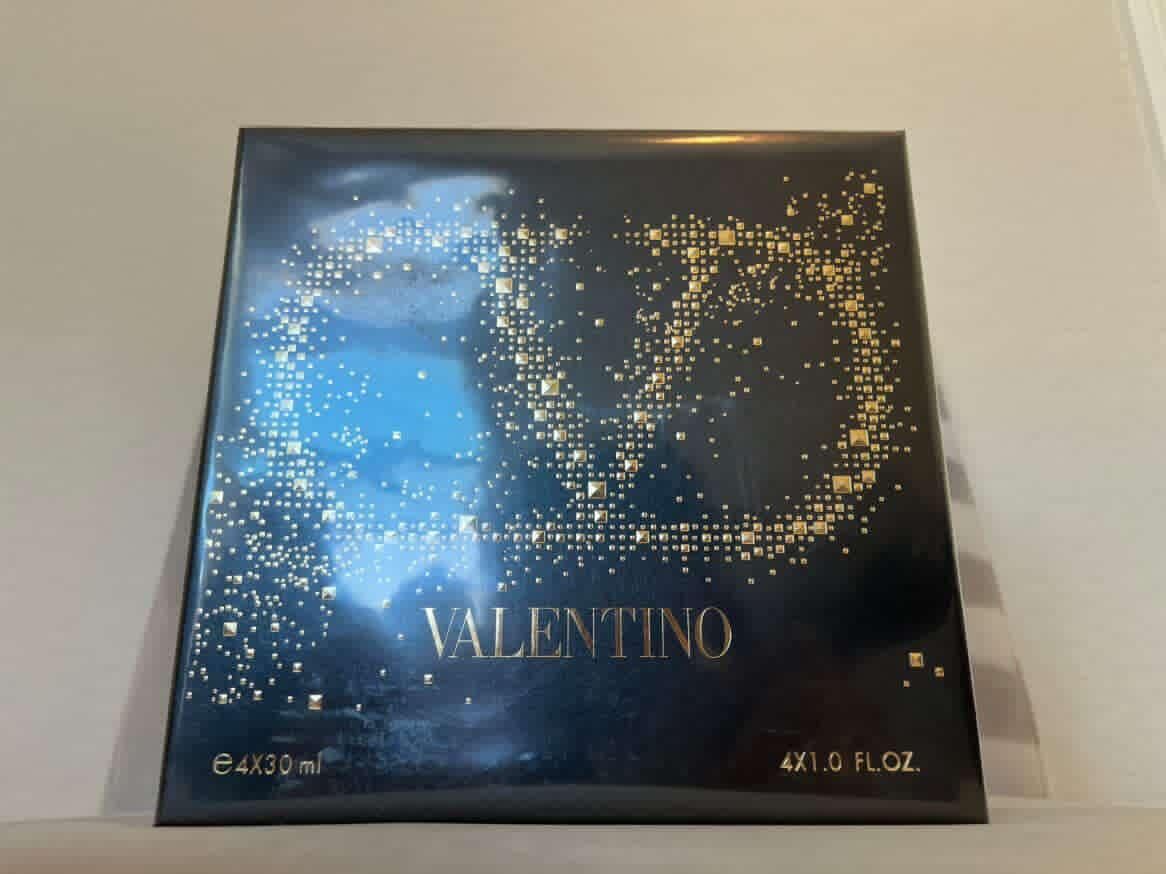 VALENTINO
℮4X30 ml
4X1.0 FL.OZ.